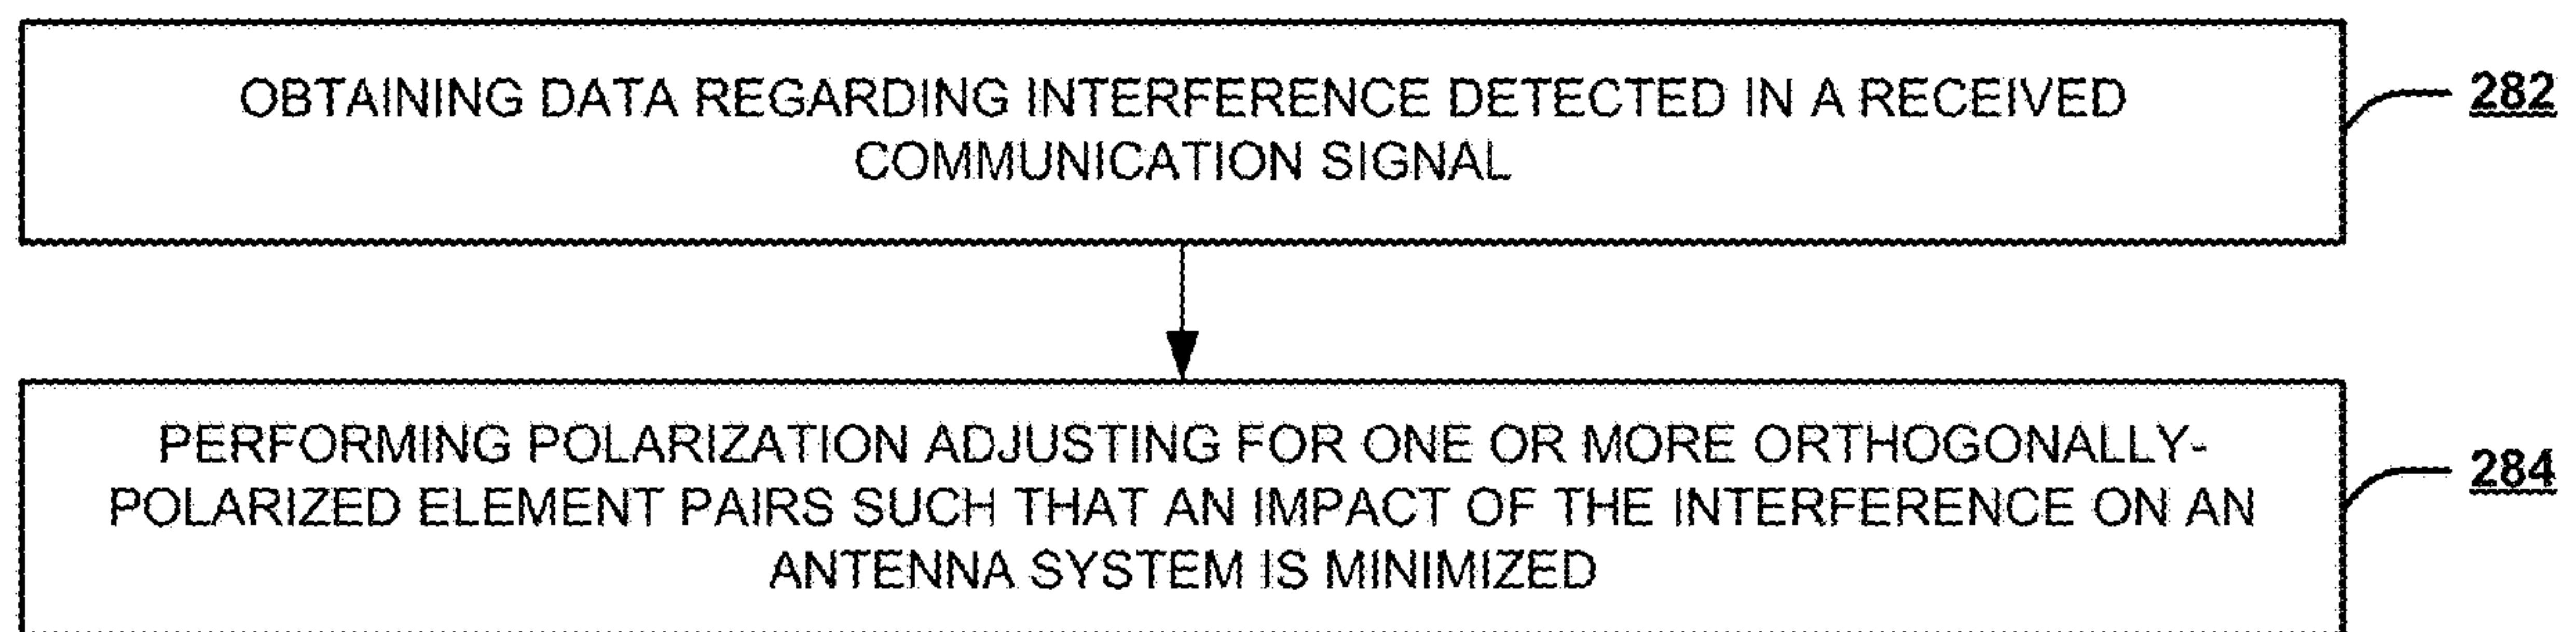 OBTAINING DATA REGARDING INTERFERENCE DETECTED IN A RECEIVED
COMMUNICATION SIGNAL
282
PERFORMING POLARIZATION ADJUSTING FOR ONE OR MORE ORTHOGONALLY-
POLARIZED ELEMENT PAIRS SUCH THAT AN IMPACT OF THE INTERFERENCE ON AN
ANTENNA SYSTEM IS MINIMIZED
284